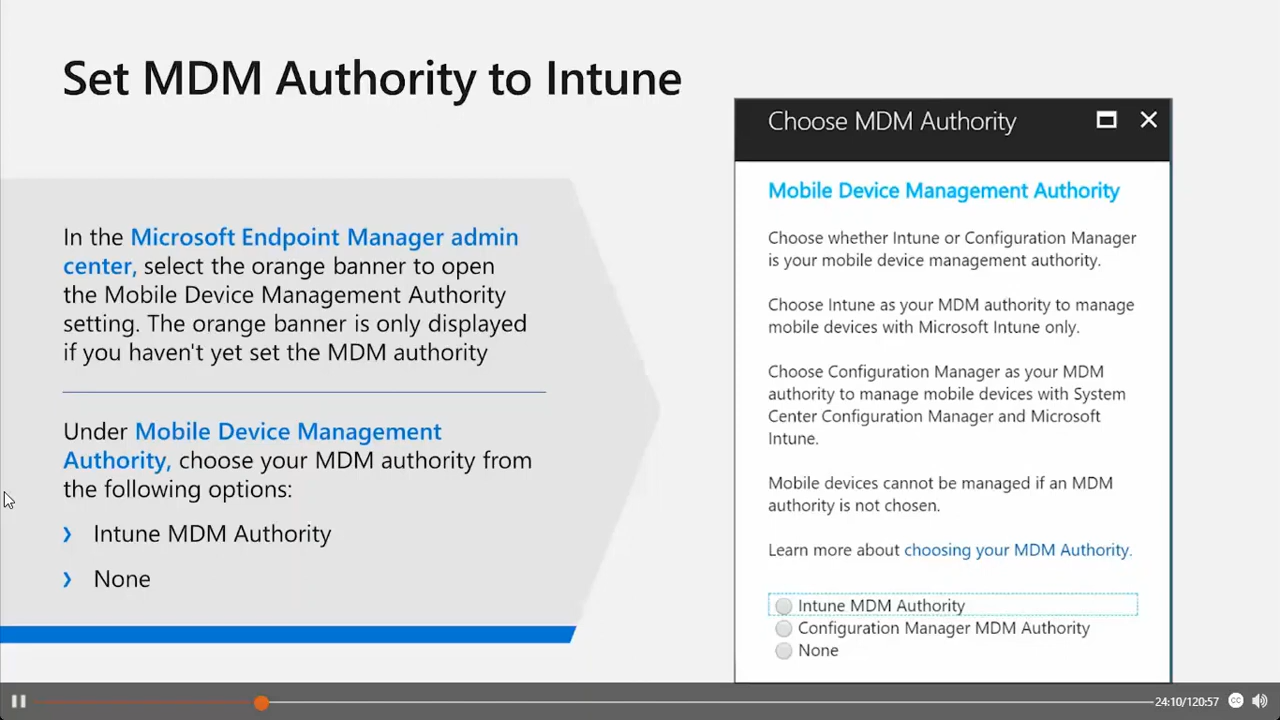 Set MDM Authority to Intune
In the Microsoft Endpoint Manager admin
center, select the orange banner to open
the Mobile Device Management Authority
setting. The orange banner is only displayed
if you haven't yet set the MDM authority
Under Mobile Device Management
Authority, choose your MDM authority from
the following options:
Intune MDM Authority
None
Choose MDM Authority
Mobile Device Management Authority
Choose whether Intune or Configuration Manager
is your mobile device management authority.
Choose Intune as your MDM authority to manage
mobile devices with Microsoft Intune only.
Choose Configuration Manager as your MDM
authority to manage mobile devices with System
Center Configuration Manager and Microsoft
Intune.
Mobile devices cannot be managed if an MDM
authority is not chosen.
Learn more about choosing your MDM Authority.
Intune MDM Authority
Configuration Manager MDM Authority
None
24:10/120:57
CC